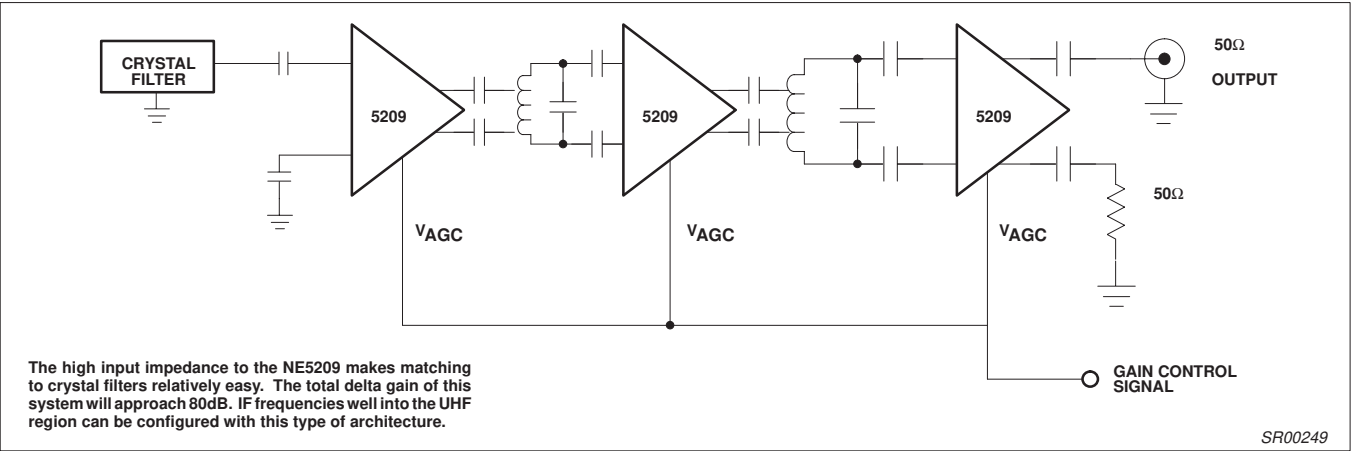 CRYSTAL
FILTER
5209
5209
5209
50Ω
OUTPUT
50Ω
VAGC
VAGC
VAGC
The high input impedance to the NE5209 makes matching
to crystal filters relatively easy. The total delta gain of this
system will approach 80dB. IF frequencies well into the UHF
region can be configured with this type of architecture.
GAIN CONTROL
SIGNAL
SR00249